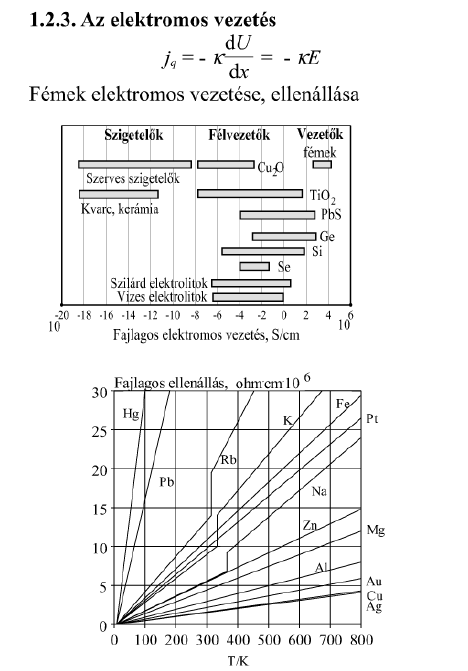 1.2.3. Az elektromos vezetés
j_q = - κ dU/dx = - κE
Fémek elektromos vezetése, ellenállása
Szigetelők Félvezetők Vezetők
fémek
Cu₂O
Szerves szigetelők
TiO₂
Kvarc, kerámia
PbS
Ge
Si
Se
Szilárd elektrolitok
Vizes elektrolitok
-20 -18 -16 -14 -12 -10 -8 -6 -4 -2 0 2 4 6
10 10
Fajlagos elektromos vezetés, S/cm
Fajlagos ellenállás, ohm·cm 10 6
30
Hg
Fe
K
Pt
25
Rb
20
Pb
Na
15
Zn
Mg
10
Al
Au
5
Cu
Ag
0
0 100 200 300 400 500 600 700 800
T/K